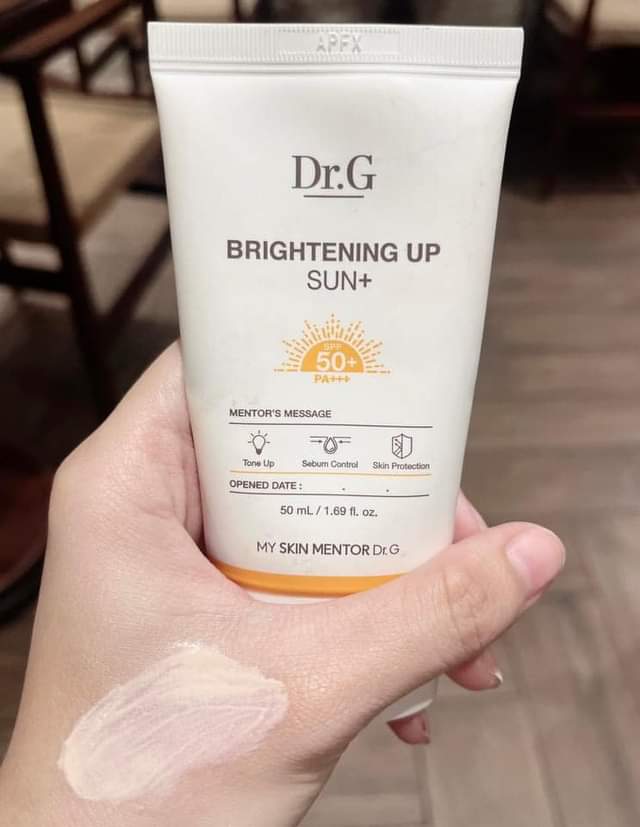 APFX
Dr.G
BRIGHTENING UP
SUN+
SPF
50+
PA+++
MENTOR'S MESSAGE
Tone Up Sebum Control Skin Protection
OPENED DATE : . .
50 mL / 1.69 fl. oz.
MY SKIN MENTOR Dr.G